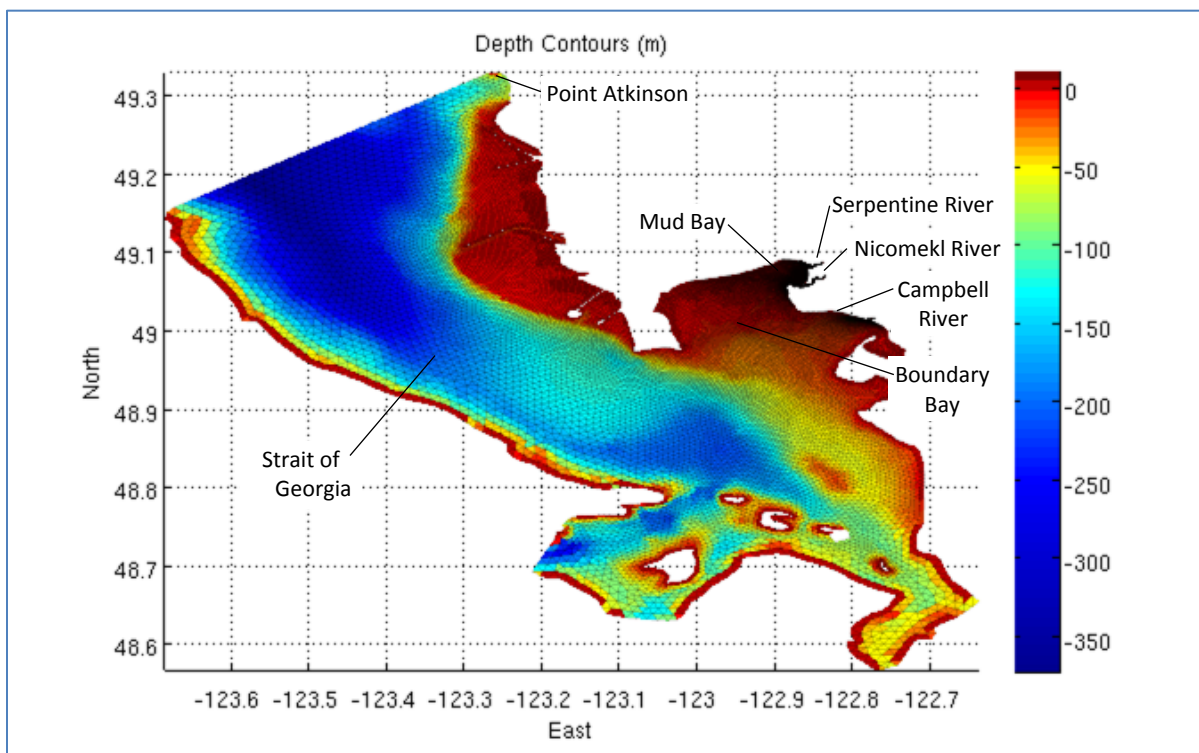 Depth Contours (m)
Point Atkinson
Serpentine River
Mud Bay
Nicomekl River
Campbell
River
Boundary
Bay
Strait of
Georgia
North
49.3
49.2
49.1
49
48.9
48.8
48.7
48.6
-123.6 -123.5 -123.4 -123.3 -123.2 -123.1 -123 -122.9 -122.8 -122.7
East
0
-50
-100
-150
-200
-250
-300
-350